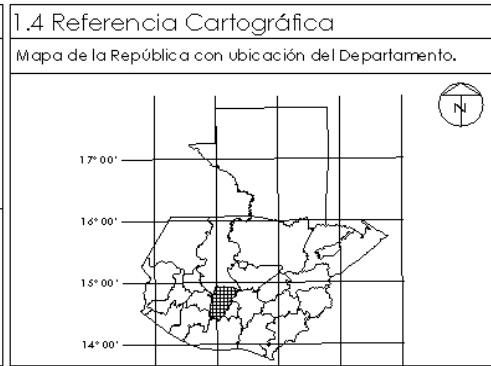 1.4 Referencia Cartográfica
Mapa de la República con ubicación del Departamento.
N
17° 00'
16° 00'
15° 00'
14° 00'